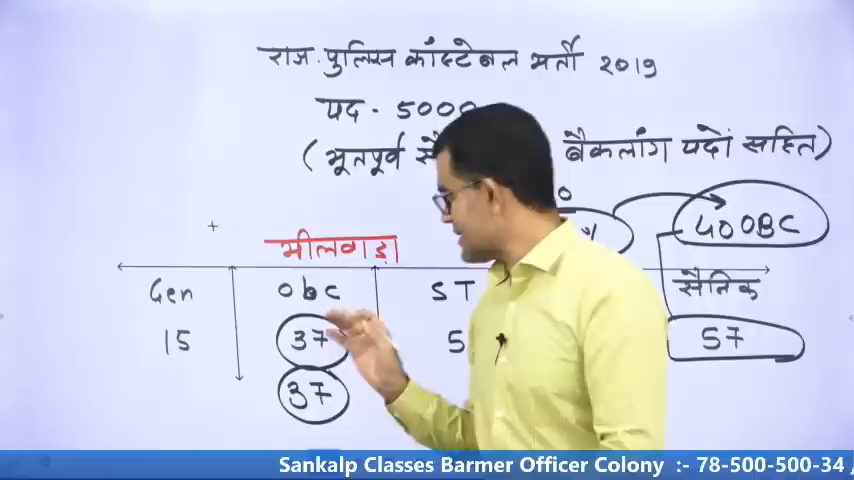 राज. पुलिस कॉंस्टेबल भर्ती 2019
पद - 5000
(भूतपूर्व बैकलॉग पदों सहित)
भीलवाड़ा
Gen obc ST सैनिक
15 37 5 57
37
Sankalp Classes Barmer Officer Colony :- 78-500-500-34